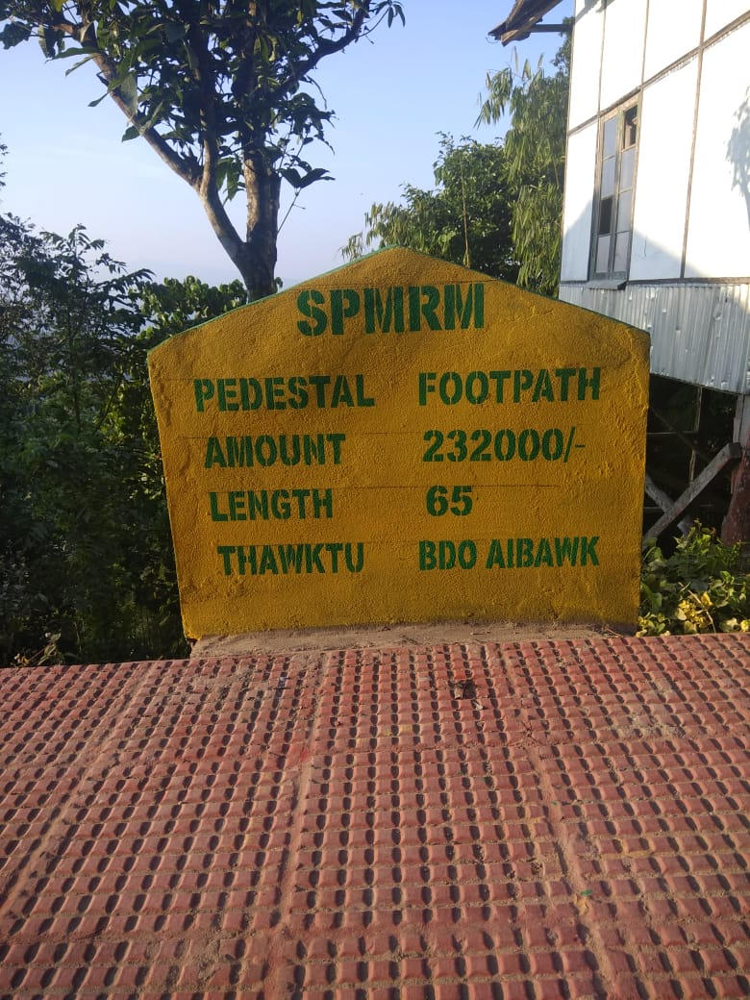 SPMRM
PEDESTAL FOOTPATH
AMOUNT 232000/-
LENGTH 65
THAWKTU BDO AIBAWK